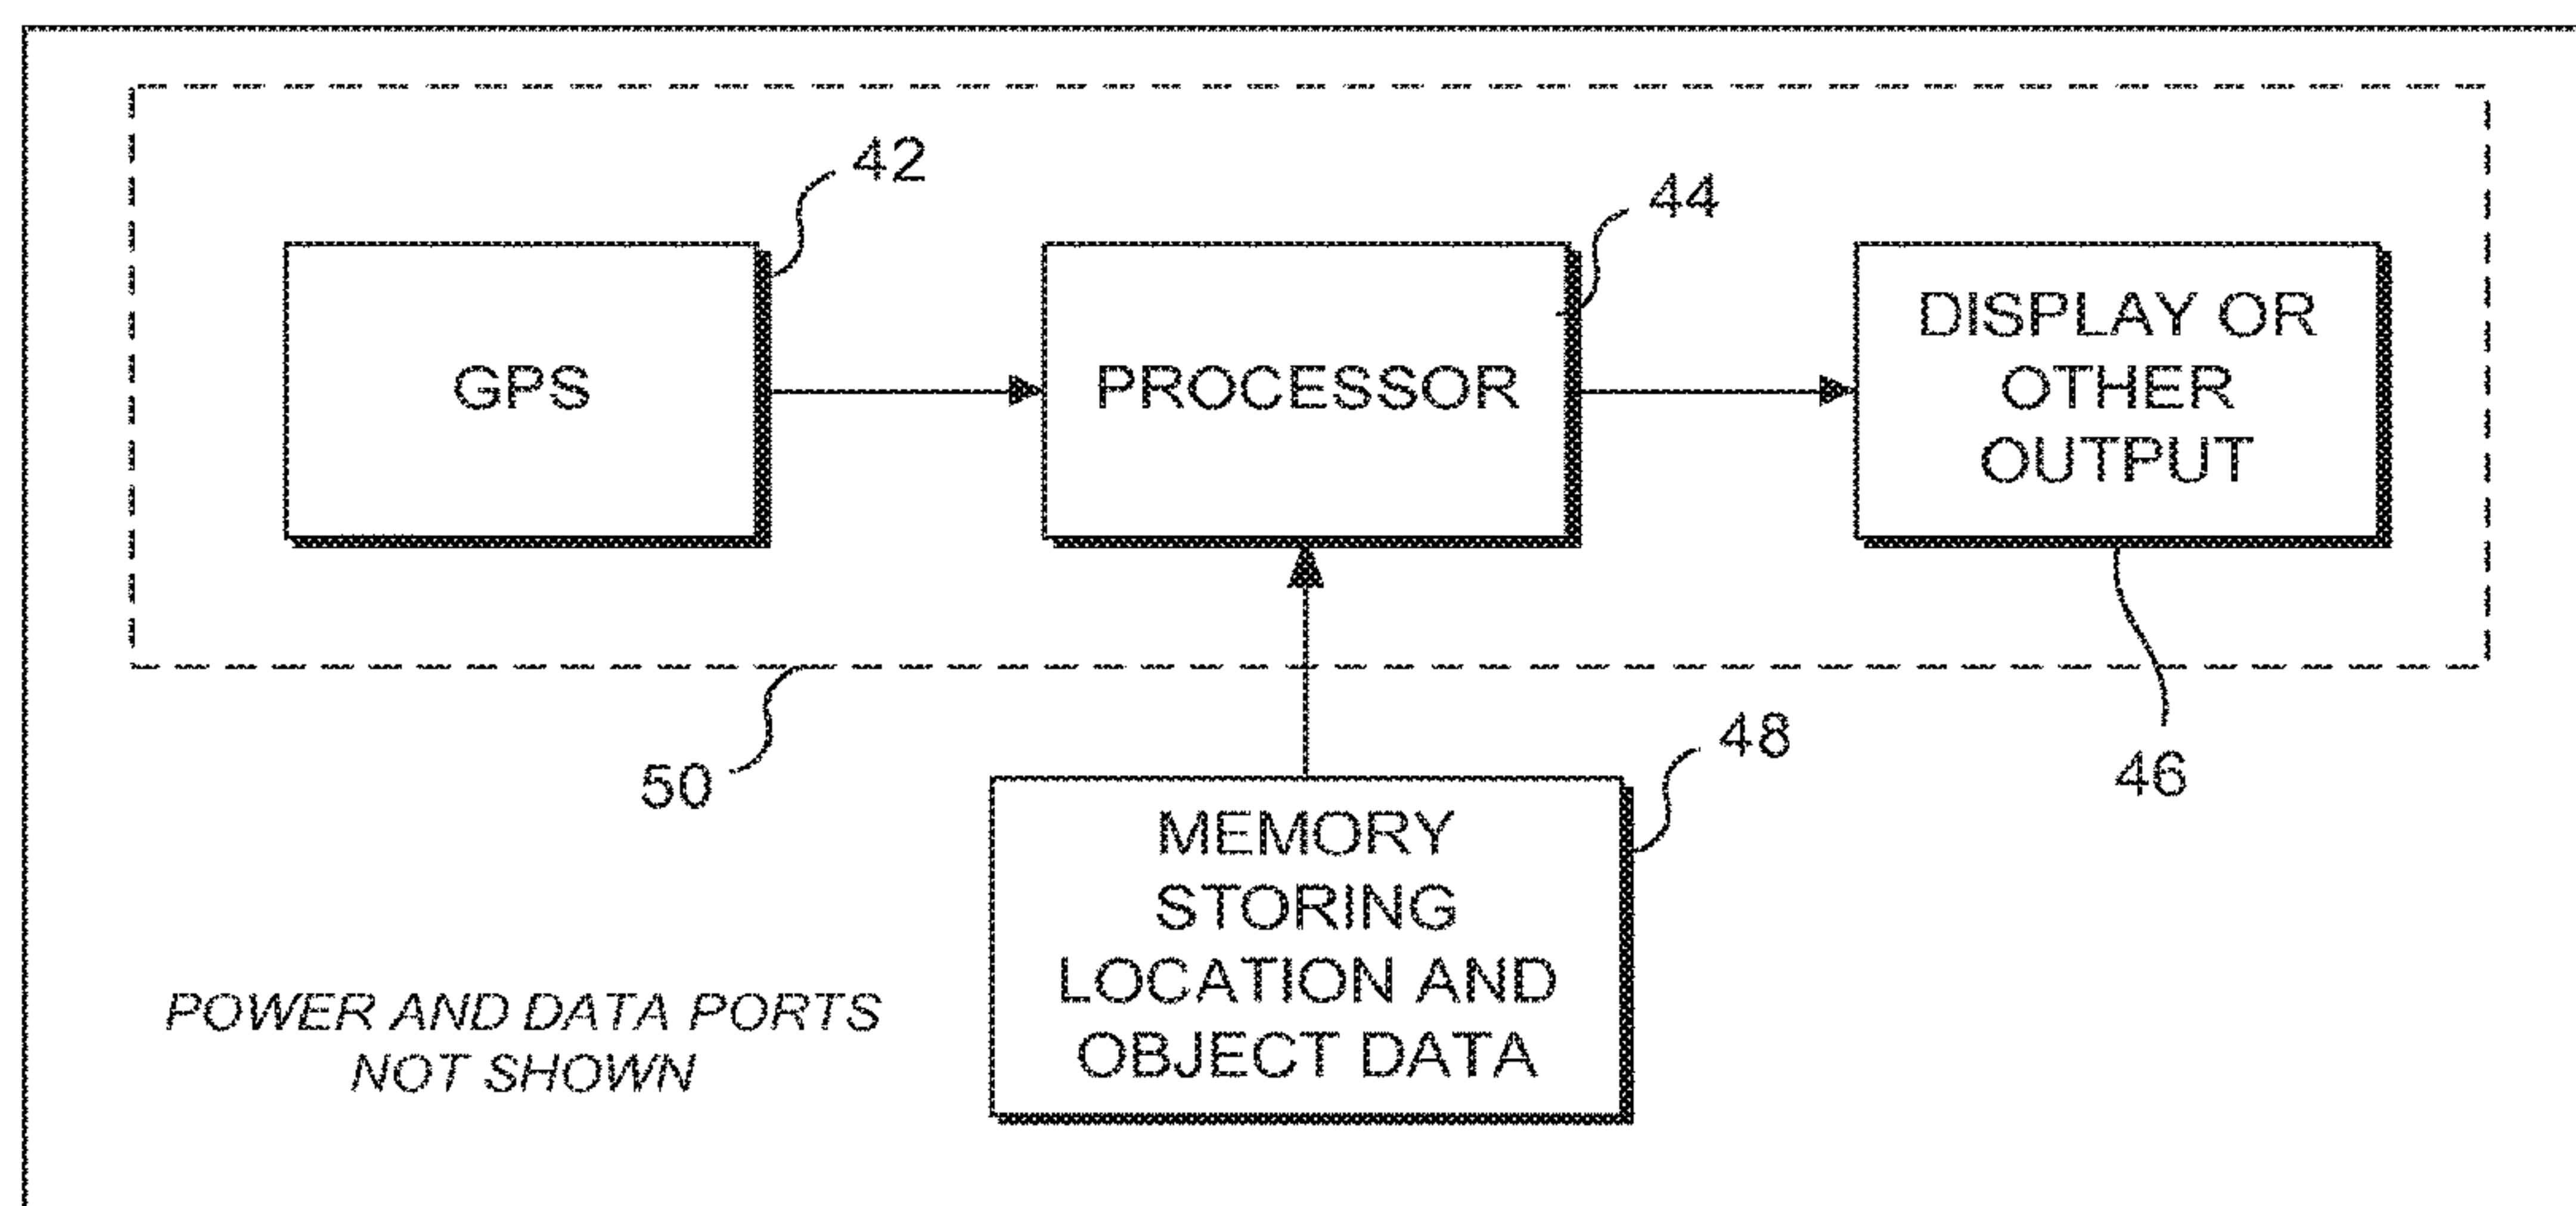 42
44
GPS
PROCESSOR
DISPLAY OR
OTHER
OUTPUT
50
48
46
MEMORY
STORING
LOCATION AND
OBJECT DATA
POWER AND DATA PORTS
NOT SHOWN